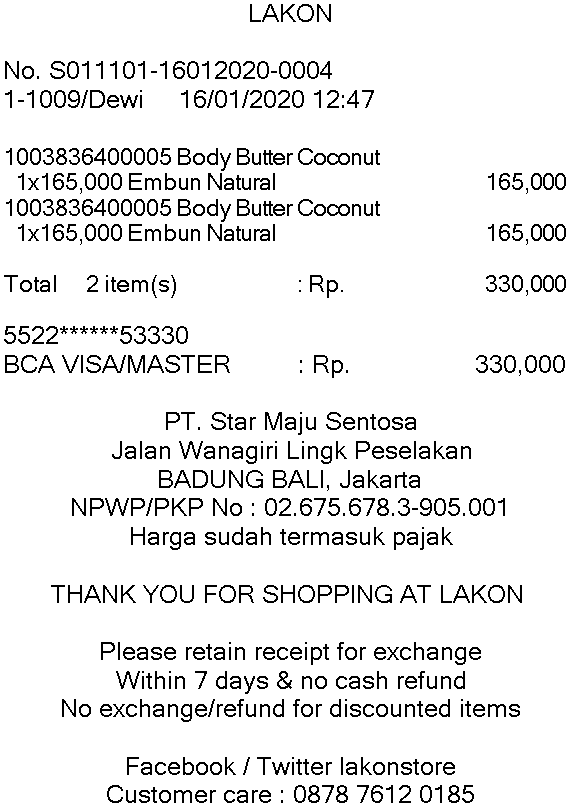 LAKON
No. S011101-16012020-0004
1-1009/Dewi 16/01/2020 12:47
1003836400005 Body Butter Coconut
1x165,000 Embun Natural 165,000
1003836400005 Body Butter Coconut
1x165,000 Embun Natural 165,000
Total 2 item(s) : Rp. 330,000
5522******53330
BCA VISA/MASTER : Rp. 330,000
PT. Star Maju Sentosa
Jalan Wanagiri Lingk Peselakan
BADUNG BALI, Jakarta
NPWP/PKP No : 02.675.678.3-905.001
Harga sudah termasuk pajak
THANK YOU FOR SHOPPING AT LAKON
Please retain receipt for exchange
Within 7 days & no cash refund
No exchange/refund for discounted items
Facebook / Twitter lakonstore
Customer care : 0878 7612 0185